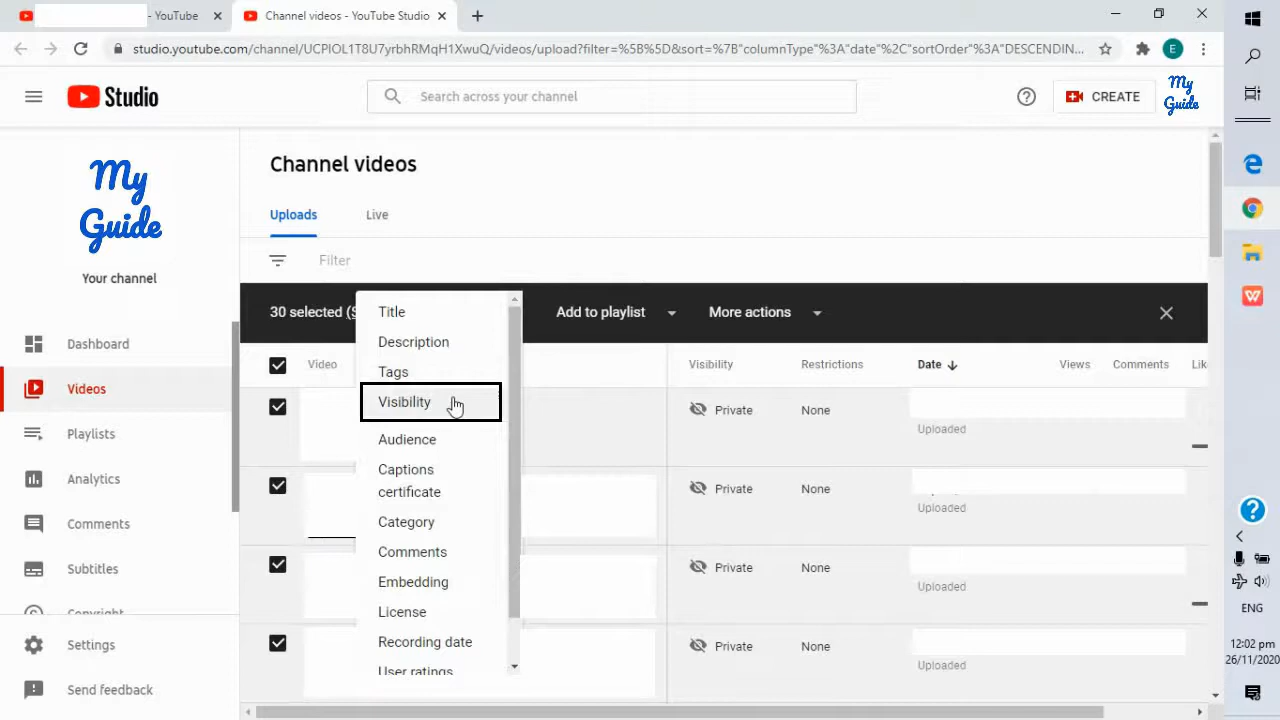 - YouTube
Channel videos - YouTube Studio
studio.youtube.com/channel/UCPIOL1T8U7yrbhRMqH1XwuQ/videos/upload?filter=%5B%5D&sort=%7B"columnType"%3A"date"%2C"sortOrder"%3A"DESCENDIN...
E
Studio
Search across your channel
CREATE
My
Guide
My
Guide
Your channel
Dashboard
Videos
Playlists
Analytics
Comments
Subtitles
Copyright
Settings
Send feedback
Channel videos
Uploads
Live
Filter
30 selected (S
Add to playlist
More actions
Title
Description
Tags
Visibility
Audience
Captions
certificate
Category
Comments
Embedding
License
Recording date
User ratings
Video
Visibility
Restrictions
Date
Views
Comments
Lik
Private
None
Uploaded
Private
None
Uploaded
Private
None
Uploaded
Private
None
Uploaded
ENG
12:02 pm
26/11/2020